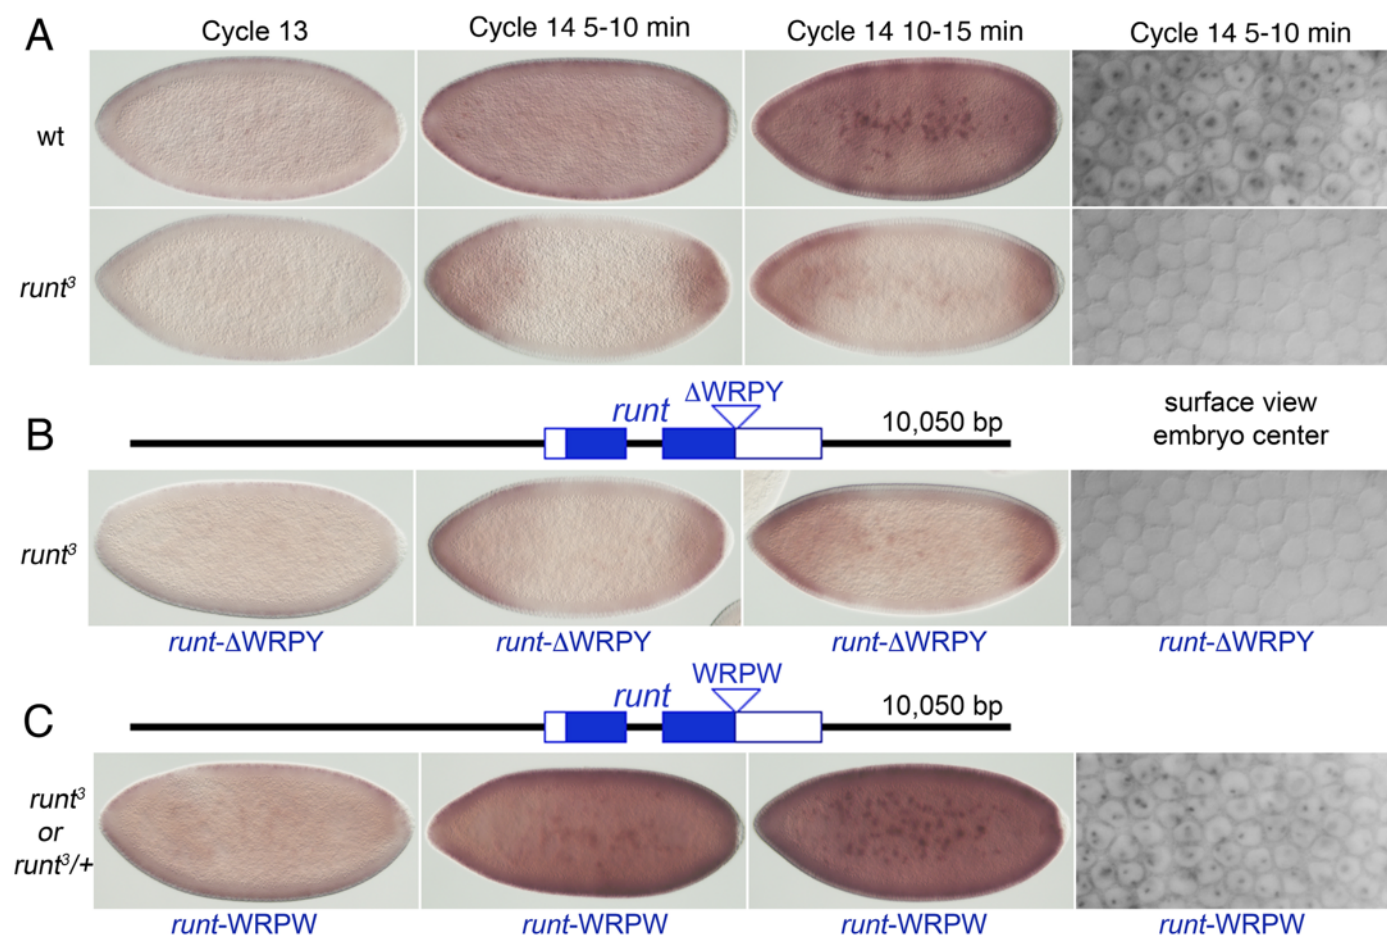 A
Cycle 13
Cycle 14 5-10 min
Cycle 14 10-15 min
Cycle 14 5-10 min
wt
runt³
B
runt
ΔWRPY
10,050 bp
surface view
embryo center
runt³
runt-ΔWRPY
runt-ΔWRPY
runt-ΔWRPY
runt-ΔWRPY
C
runt
WRPW
10,050 bp
runt³
or
runt³/+
runt-WRPW
runt-WRPW
runt-WRPW
runt-WRPW